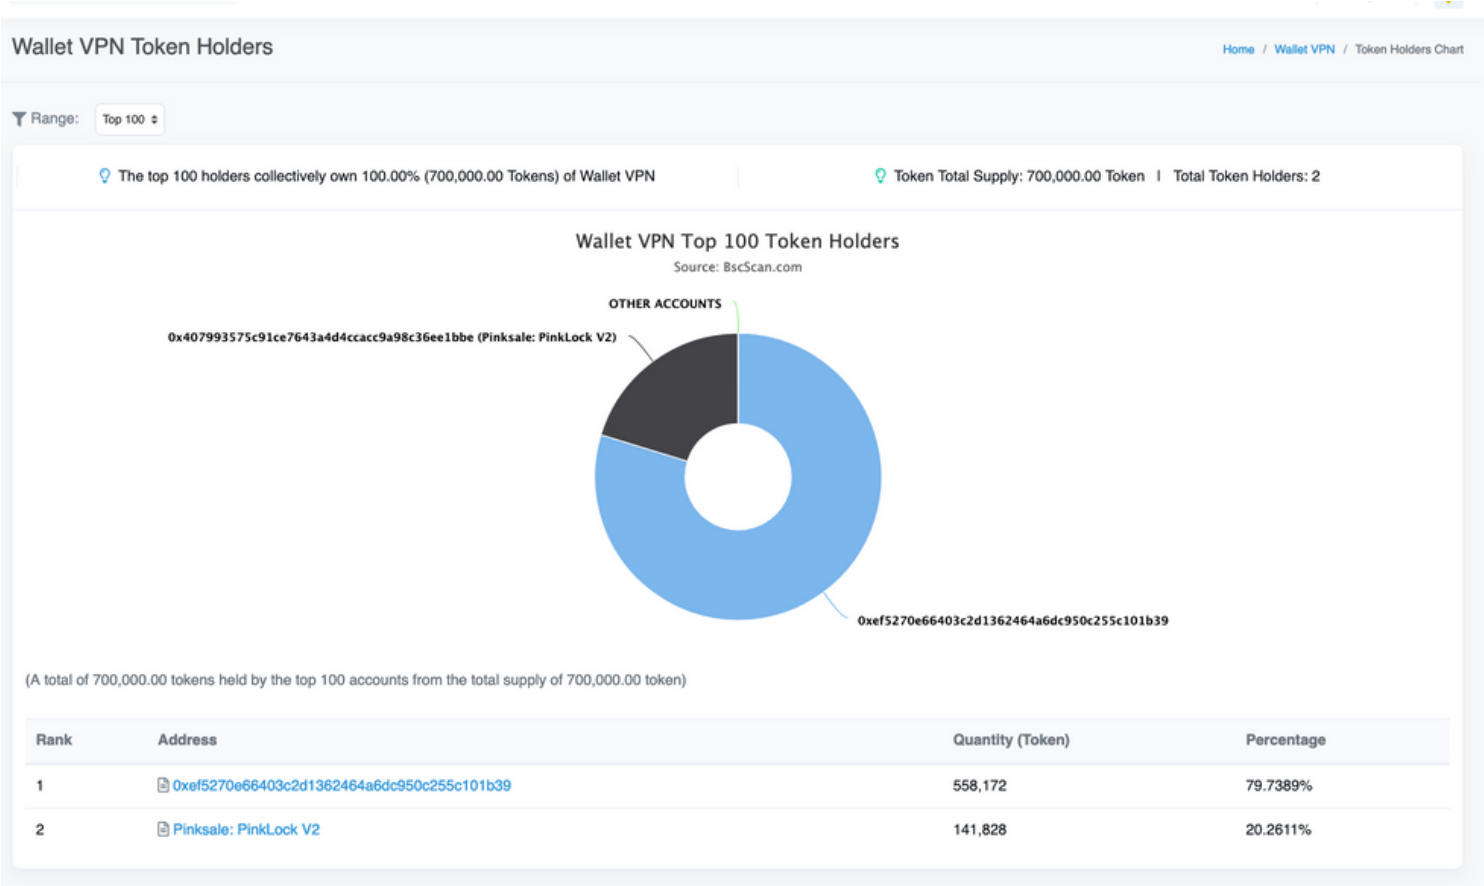 Wallet VPN Token Holders
Home / Wallet VPN / Token Holders Chart
Range: Top 100
The top 100 holders collectively own 100.00% (700,000.00 Tokens) of Wallet VPN
Token Total Supply: 700,000.00 Token | Total Token Holders: 2
Wallet VPN Top 100 Token Holders
Source: BscScan.com
OTHER ACCOUNTS
0x407993575c91ce7643a4d4ccacc9a98c36ee1bbe (Pinksale: PinkLock V2)
0xef5270e66403c2d1362464a6dc950c255c101b39
(A total of 700,000.00 tokens held by the top 100 accounts from the total supply of 700,000.00 token)
Rank Address Quantity (Token) Percentage
1 0xef5270e66403c2d1362464a6dc950c255c101b39 558,172 79.7389%
2 Pinksale: PinkLock V2 141,828 20.2611%